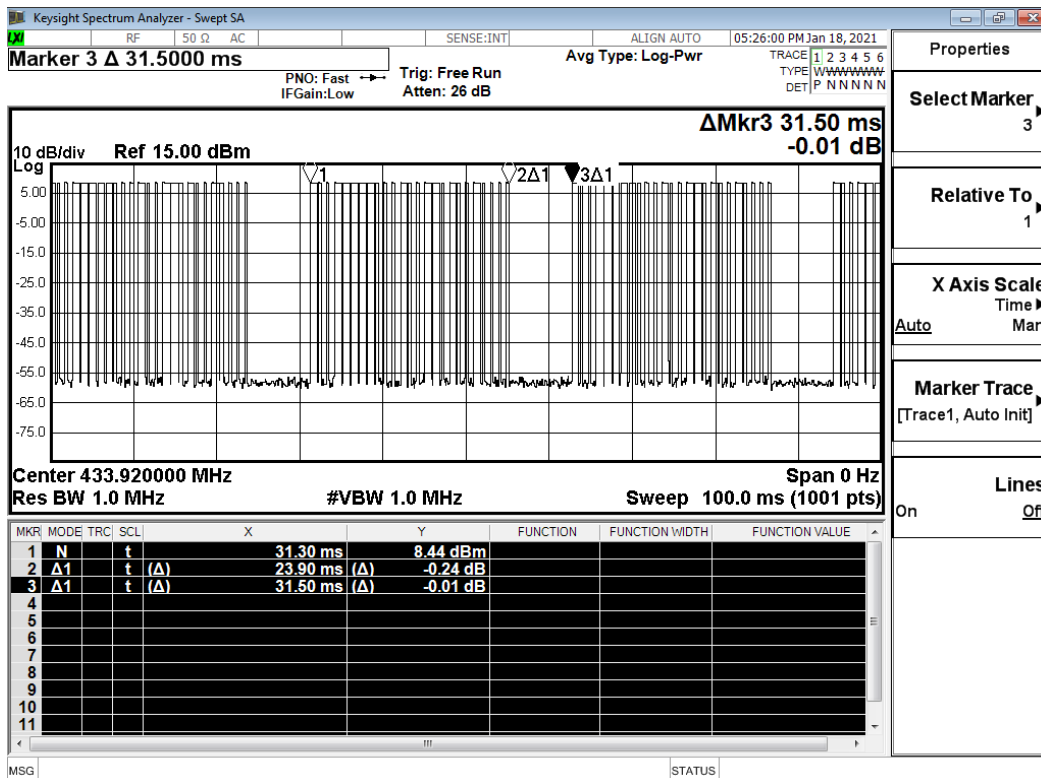 Keysight Spectrum Analyzer - Swept SA
LXI RF 50 Ω AC SENSE:INT ALIGN AUTO 05:26:00 PM Jan 18, 2021
Marker 3 Δ 31.5000 ms
PNO: Fast
IFGain:Low
Trig: Free Run
Atten: 26 dB
Avg Type: Log-Pwr
TRACE 1 2 3 4 5 6
TYPE WWWWWW
DET P N N N N N
ΔMkr3 31.50 ms
-0.01 dB
10 dB/div Ref 15.00 dBm
Log
1 2Δ1 3Δ1
5.00
-5.00
-15.0
-25.0
-35.0
-45.0
-55.0
-65.0
-75.0
Center 433.920000 MHz Span 0 Hz
Res BW 1.0 MHz #VBW 1.0 MHz Sweep 100.0 ms (1001 pts)
MKR MODE TRC SCL X Y FUNCTION FUNCTION WIDTH FUNCTION VALUE
1 N t 31.30 ms 8.44 dBm
2 Δ1 t (Δ) 23.90 ms (Δ) -0.24 dB
3 Δ1 t (Δ) 31.50 ms (Δ) -0.01 dB
4
5
6
7
8
9
10
11
MSG STATUS
Properties
Select Marker
3
Relative To
1
X Axis Scale
Time
Auto Man
Marker Trace
[Trace1, Auto Init]
Lines
On Off